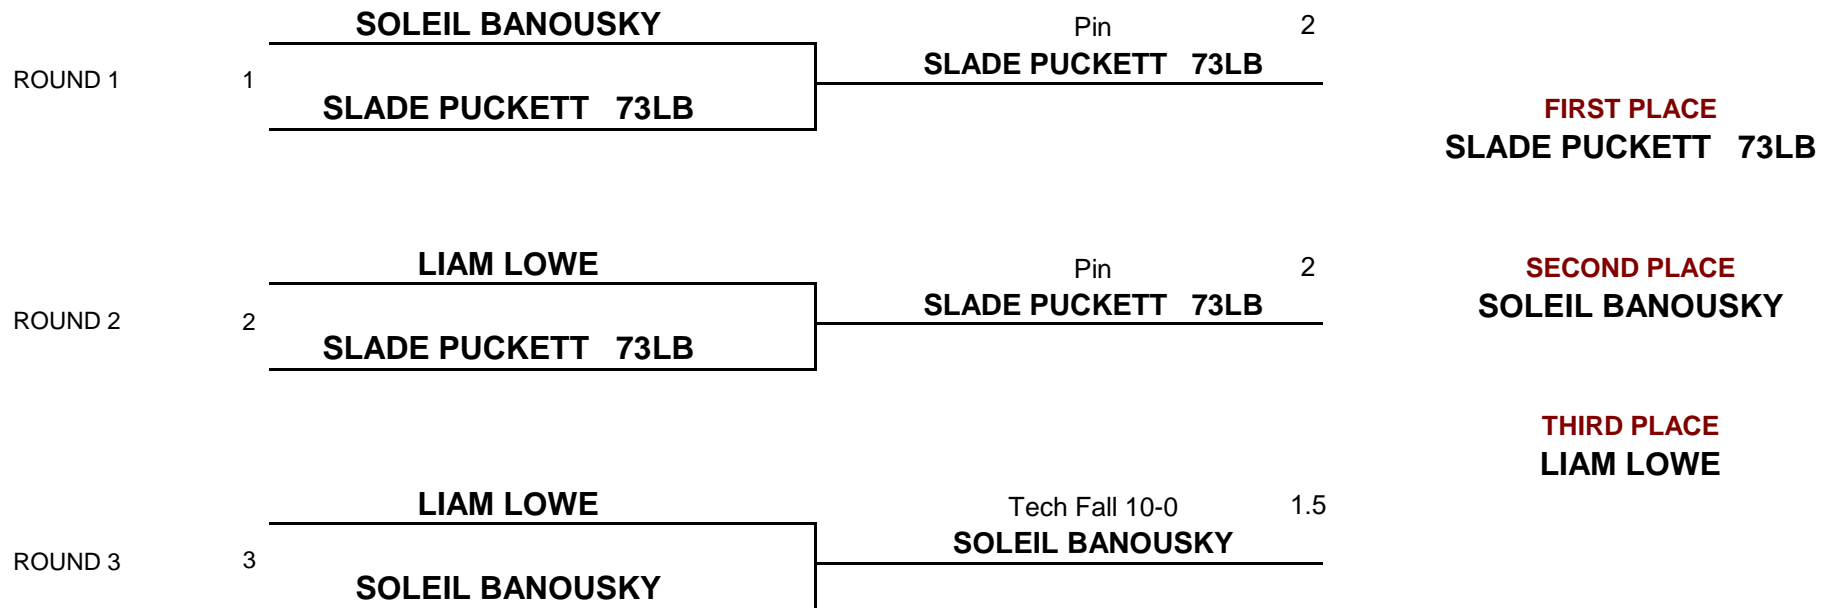 SOLEIL BANOUSKY
Pin 2
SLADE PUCKETT 73LB
ROUND 1 1
SLADE PUCKETT 73LB
FIRST PLACE
SLADE PUCKETT 73LB
LIAM LOWE
Pin 2
SECOND PLACE
SLADE PUCKETT 73LB
SOLEIL BANOUSKY
ROUND 2 2
SLADE PUCKETT 73LB
THIRD PLACE
LIAM LOWE
LIAM LOWE
Tech Fall 10-0 1.5
SOLEIL BANOUSKY
ROUND 3 3
SOLEIL BANOUSKY